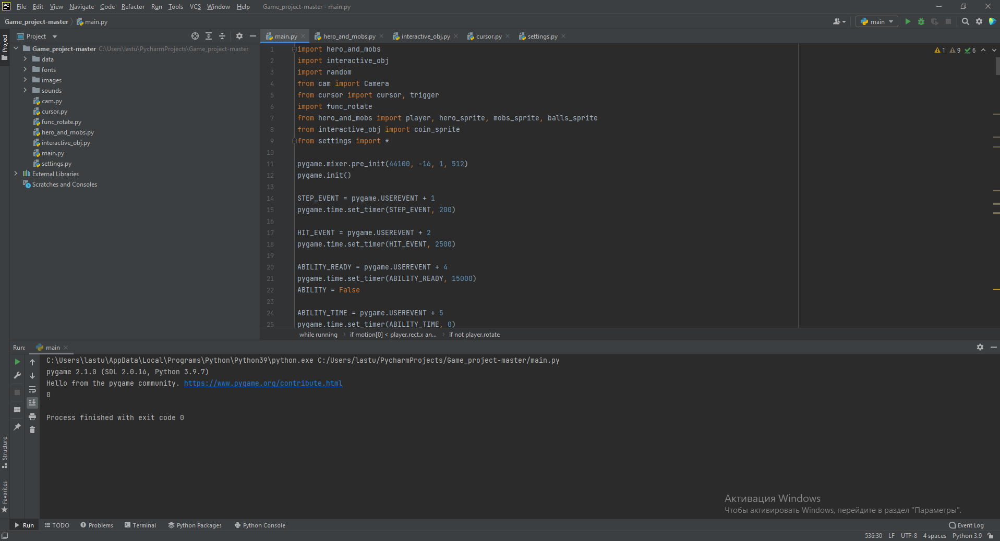 PC File Edit View Navigate Code Refactor Run Tools VCS Window Help Game_project-master - main.py
Game_project-master main.py main
Project
Project
Game_project-master C:\Users\lastu\PycharmProjects\Game_project-master
data
fonts
images
sounds
cam.py
cursor.py
func_rotate.py
hero_and_mobs.py
interactive_obj.py
main.py
settings.py
External Libraries
Scratches and Consoles
main.py hero_and_mobs.py interactive_obj.py cursor.py settings.py
1 9 6
1 import hero_and_mobs
2 import interactive_obj
3 import random
4 from cam import Camera
5 from cursor import cursor, trigger
6 import func_rotate
7 from hero_and_mobs import player, hero_sprite, mobs_sprite, balls_sprite
8 from interactive_obj import coin_sprite
9 from settings import *
10
11 pygame.mixer.pre_init(44100, -16, 1, 512)
12 pygame.init()
13
14 STEP_EVENT = pygame.USEREVENT + 1
15 pygame.time.set_timer(STEP_EVENT, 200)
16
17 HIT_EVENT = pygame.USEREVENT + 2
18 pygame.time.set_timer(HIT_EVENT, 2500)
19
20 ABILITY_READY = pygame.USEREVENT + 4
21 pygame.time.set_timer(ABILITY_READY, 15000)
22 ABILITY = False
23
24 ABILITY_TIME = pygame.USEREVENT + 5
25 pygame.time.set_timer(ABILITY_TIME, 0)
while running if motion[0] < player.rect.x an... if not player.rotate
Run: main
C:\Users\lastu\AppData\Local\Programs\Python\Python39\python.exe C:/Users/lastu/PycharmProjects/Game_project-master/main.py
pygame 2.1.0 (SDL 2.0.16, Python 3.9.7)
Hello from the pygame community. https://www.pygame.org/contribute.html
0
Process finished with exit code 0
Structure
Favorites
Активация Windows
Чтобы активировать Windows, перейдите в раздел "Параметры".
Run TODO Problems Terminal Python Packages Python Console Event Log
536:30 LF UTF-8 4 spaces Python 3.9